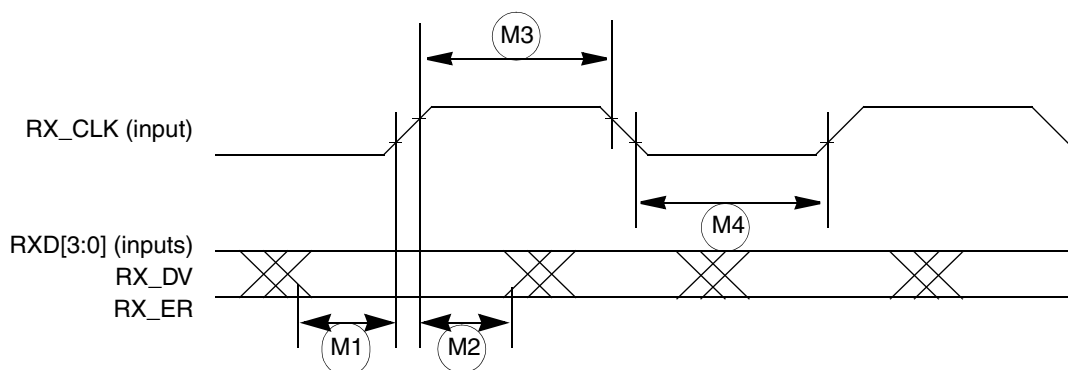 M3
RX_CLK (input)
M4
RXD[3:0] (inputs)
RX_DV
RX_ER
M1
M2